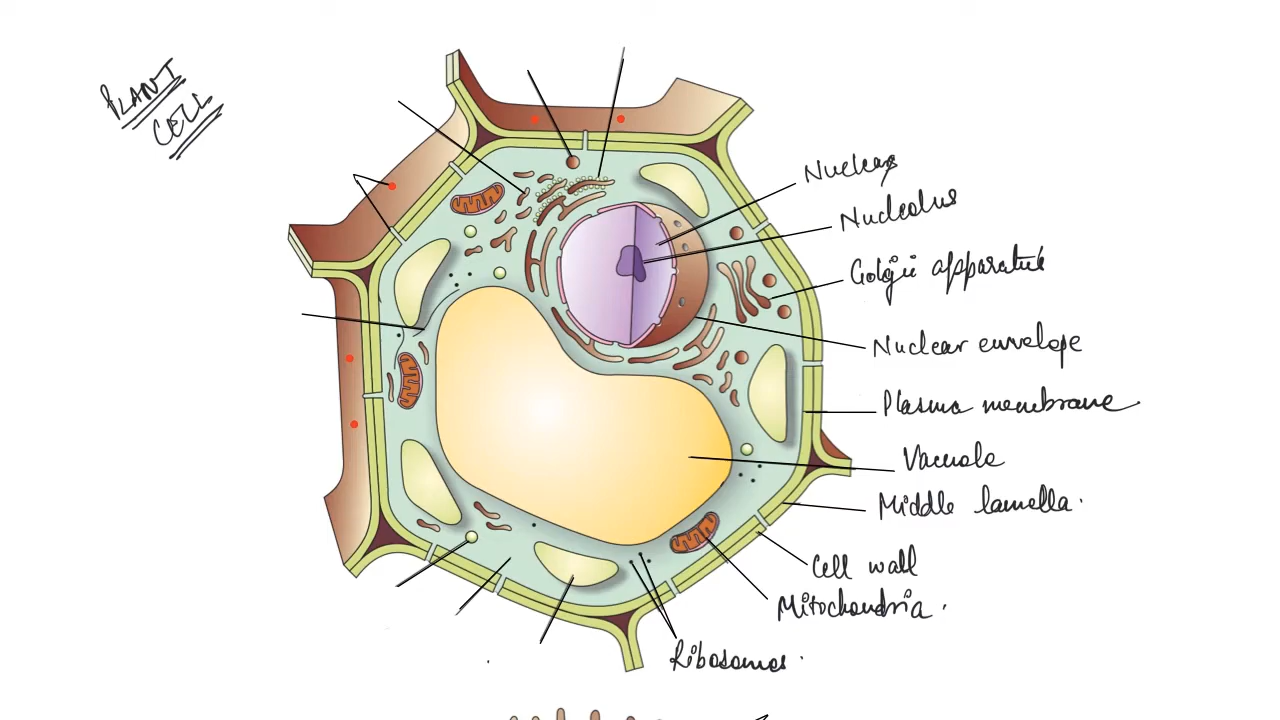 PLANT
CELL
Nucleus
Nucleolus
Golgi apparatus
Nuclear envelope
Plasma membrane
Vacuole
Middle lamella.
Cell wall
Mitochondria.
Ribosomes.